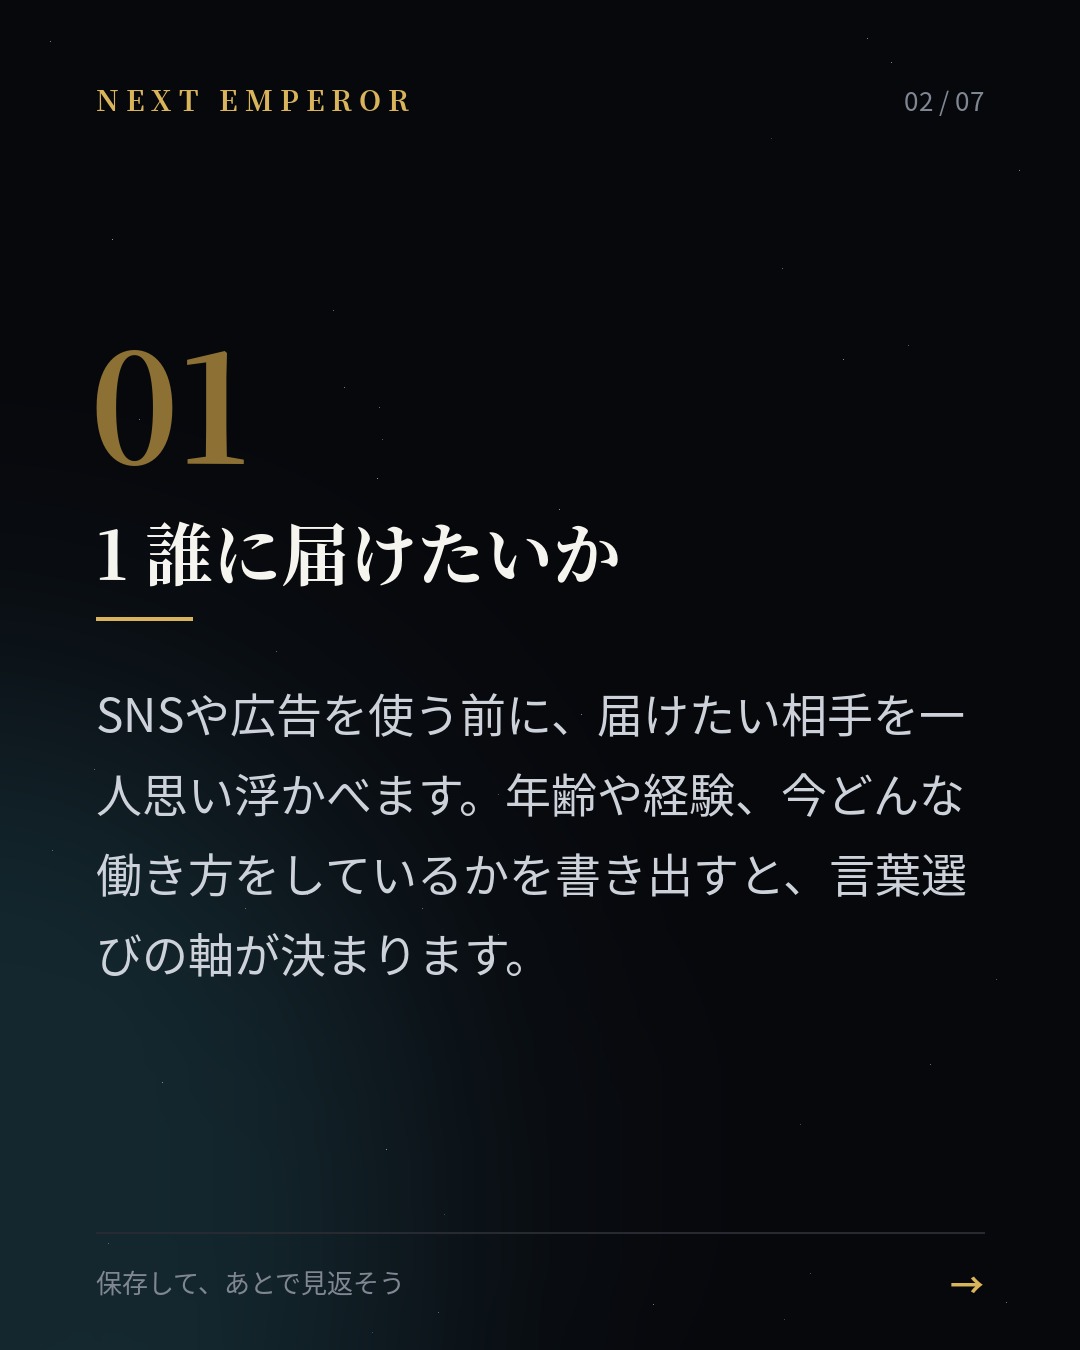 NEXT EMPEROR
02 / 07
01
1 誰に届けたいか
SNSや広告を使う前に、届けたい相手を一
人思い浮かべます。年齢や経験、今どんな
働き方をしているかを書き出すと、言葉選
びの軸が決まります。
保存して、あとで見返そう
→